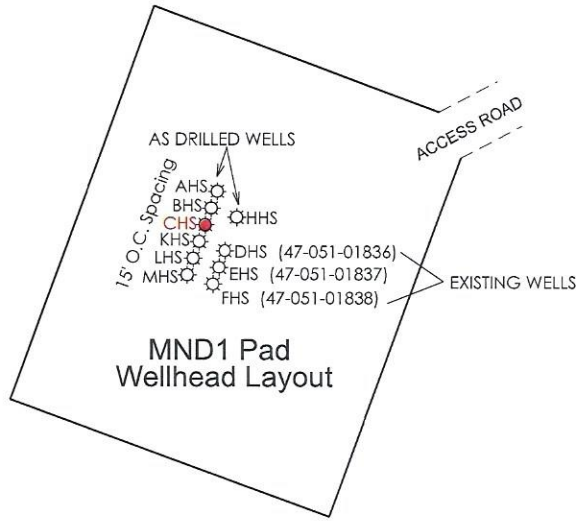 ACCESS ROAD
AS DRILLED WELLS
15' O.C. Spacing
AHS
BHS
CHS
HHS
KHS
LHS
MHS
DHS (47-051-01836)
EHS (47-051-01837)
FHS (47-051-01838)
EXISTING WELLS
MND1 Pad
Wellhead Layout